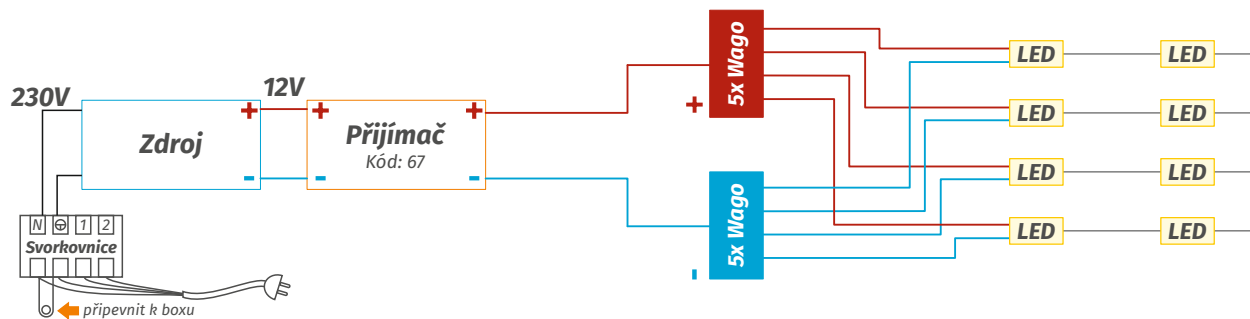 230V
Zdroj
+
-
12V
+
-
Přijímač
Kód: 67
+
-
5x Wago
+
5x Wago
-
LED LED
LED LED
LED LED
LED LED
N 1 2
Svorkovnice
připevnit k boxu